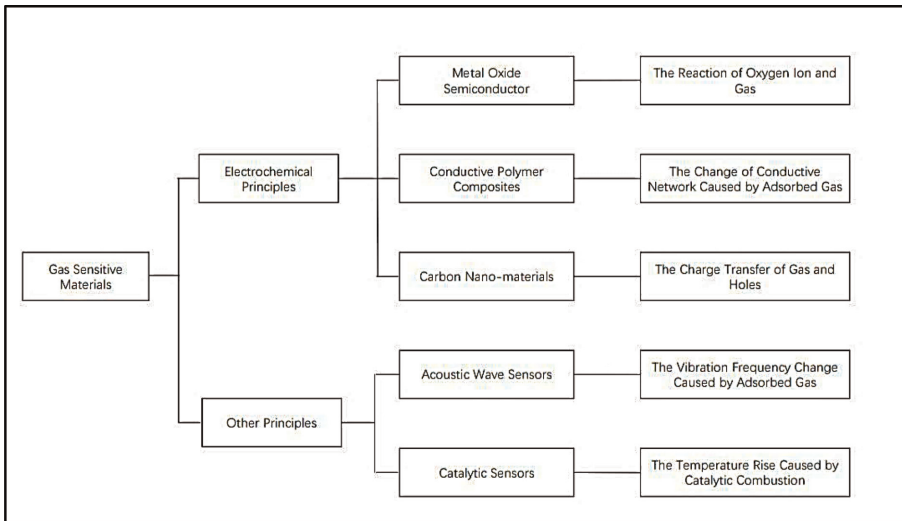 Gas Sensitive
Materials
Electrochemical
Principles
Metal Oxide
Semiconductor
The Reaction of Oxygen Ion and
Gas
Conductive Polymer
Composites
The Change of Conductive
Network Caused by Adsorbed Gas
Carbon Nano-materials
The Charge Transfer of Gas and
Holes
Other Principles
Acoustic Wave Sensors
The Vibration Frequency Change
Caused by Adsorbed Gas
Catalytic Sensors
The Temperature Rise Caused by
Catalytic Combustion